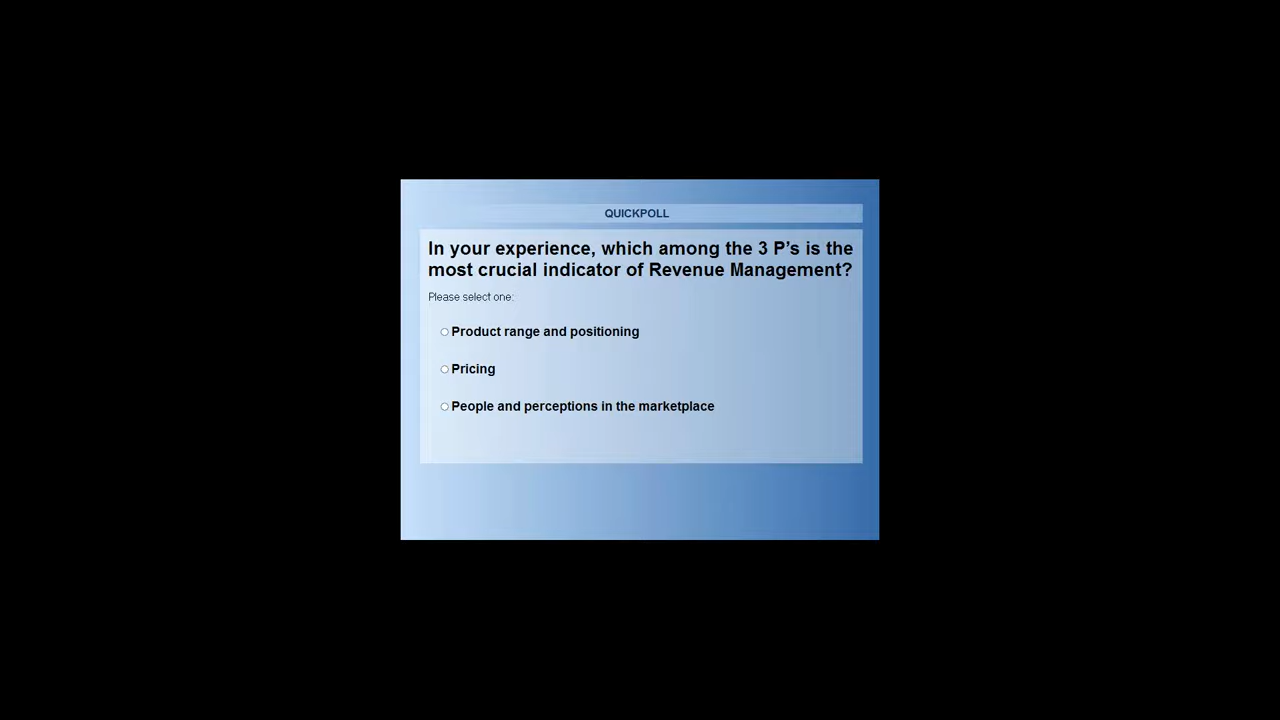 QUICKPOLL
In your experience, which among the 3 P’s is the
most crucial indicator of Revenue Management?
Please select one:
Product range and positioning
Pricing
People and perceptions in the marketplace